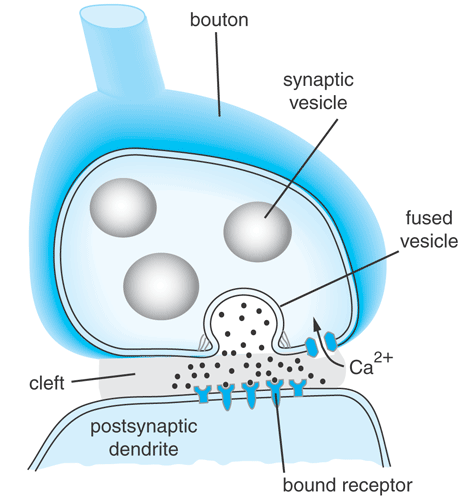 bouton
synaptic
vesicle
fused
vesicle
Ca²⁺
cleft
postsynaptic
dendrite
bound receptor